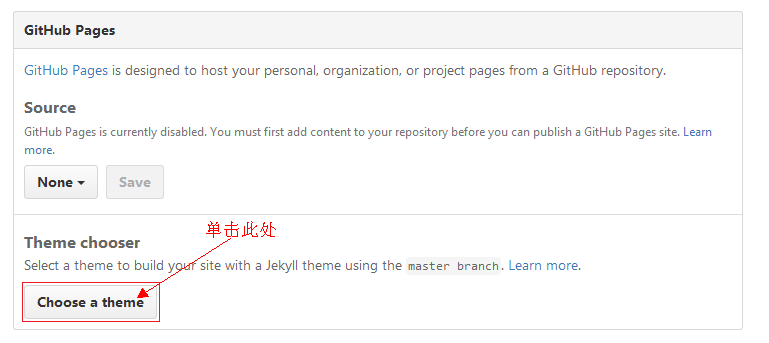 GitHub Pages
GitHub Pages is designed to host your personal, organization, or project pages from a GitHub repository.
Source
GitHub Pages is currently disabled. You must first add content to your repository before you can publish a GitHub Pages site. Learn
more.
None Save
单击此处
Theme chooser
Select a theme to build your site with a Jekyll theme using the master branch. Learn more.
Choose a theme